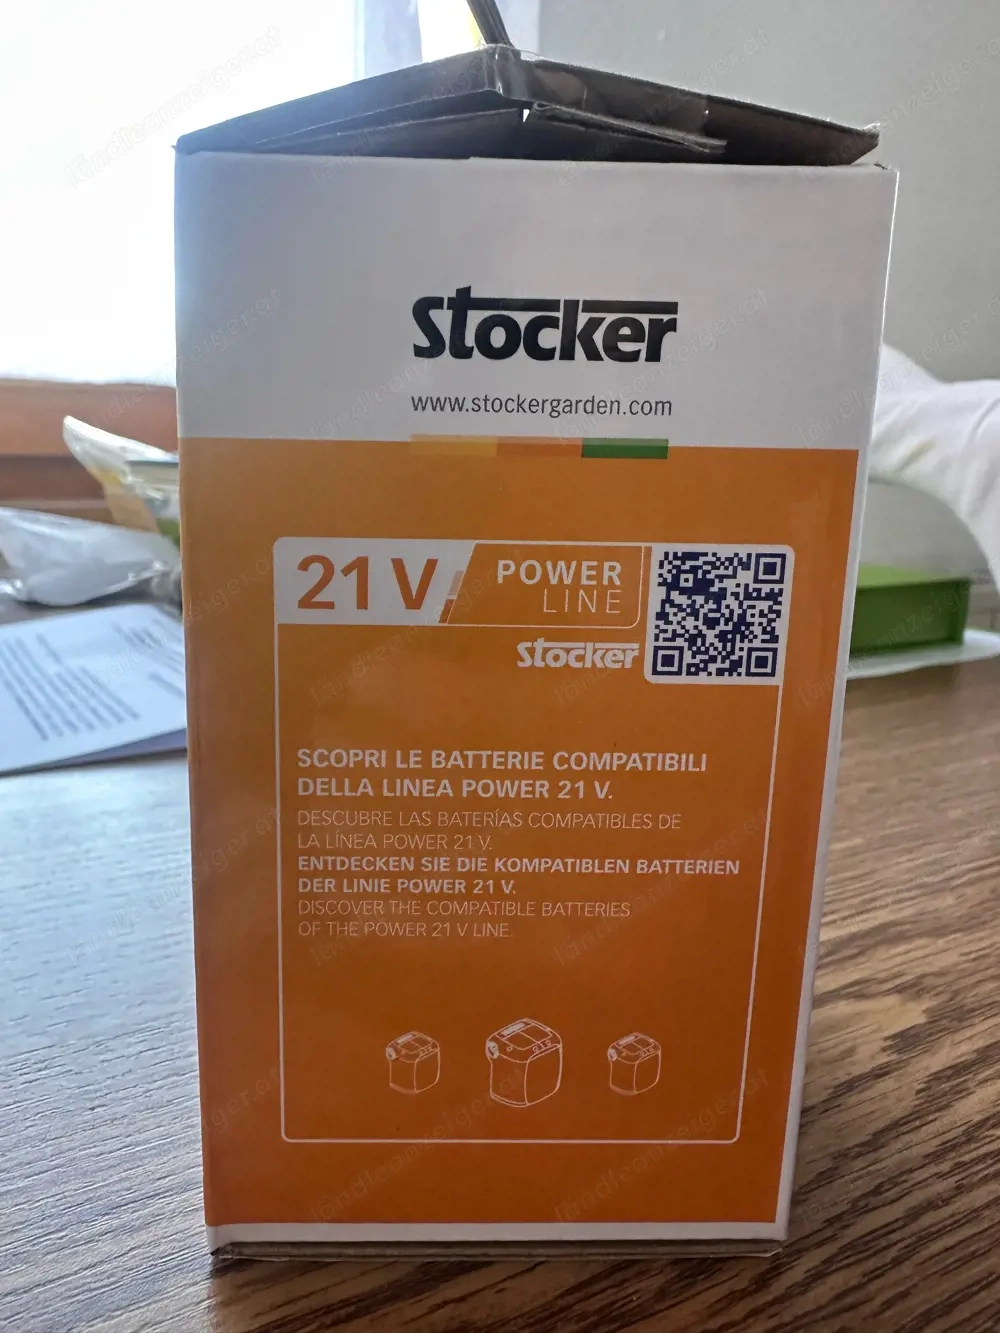 Stocker
www.stockergarden.com
21 V
POWER
LINE
Stocker
SCOPRI LE BATTERIE COMPATIBILI
DELLA LINEA POWER 21 V.
DESCUBRE LAS BATERÍAS COMPATIBLES DE
LA LÍNEA POWER 21 V.
ENTDECKEN SIE DIE KOMPATIBLEN BATTERIEN
DER LINIE POWER 21 V.
DISCOVER THE COMPATIBLE BATTERIES
OF THE POWER 21 V LINE.
ländleanzeiger.at